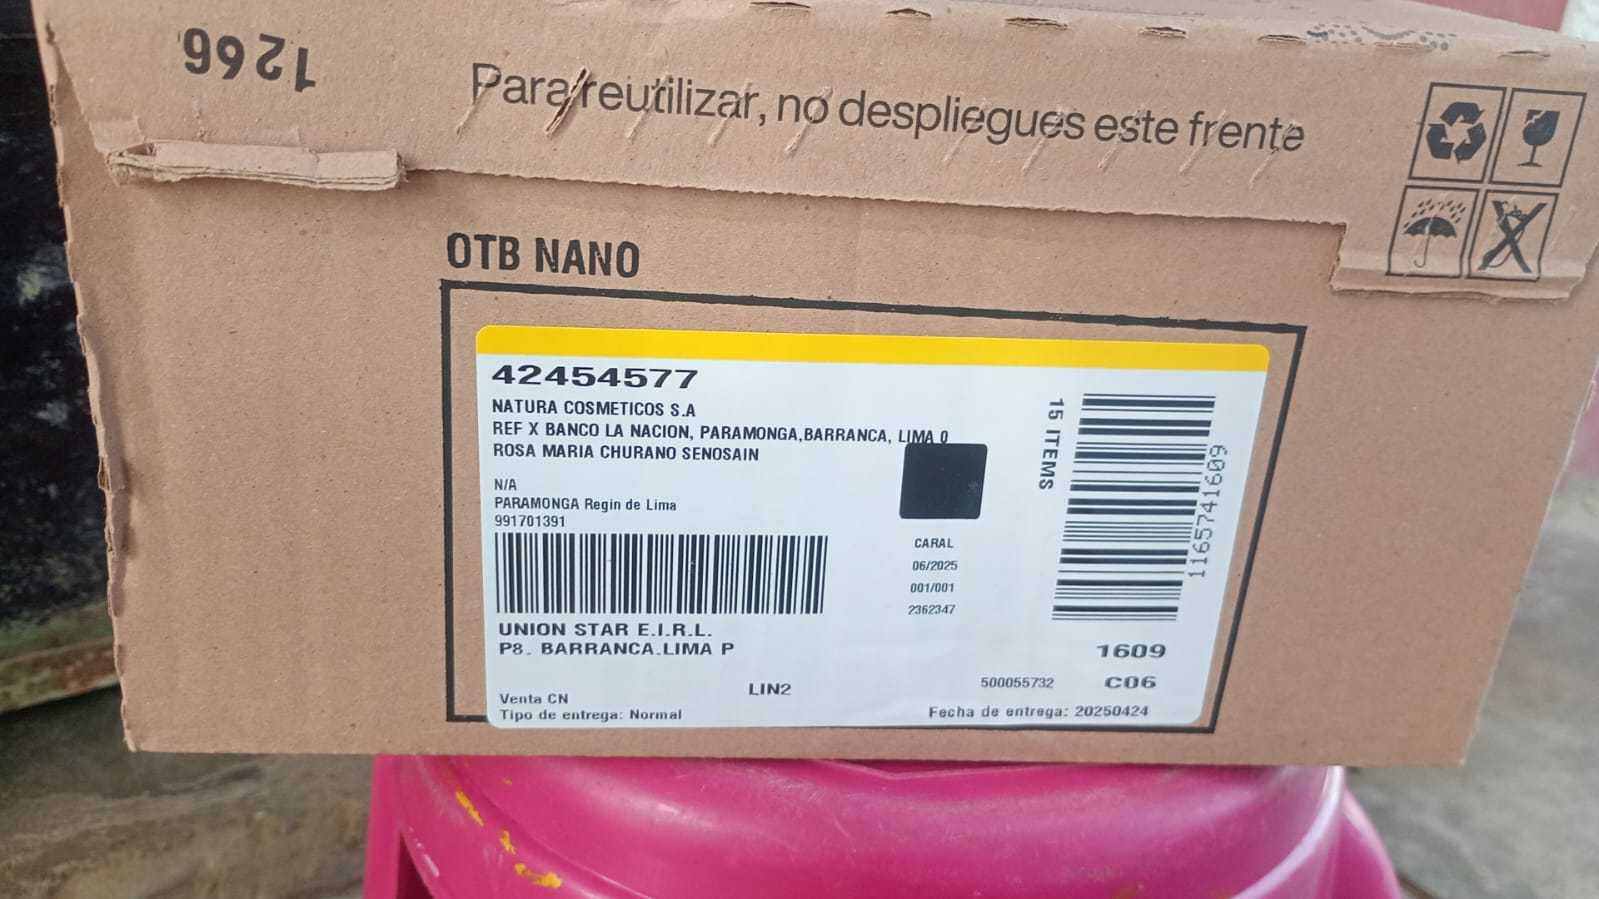 1266
Para reutilizar, no despliegues este frente
OTB NANO
42454577
NATURA COSMETICOS S.A
REF X BANCO LA NACION, PARAMONGA,BARRANCA, LIMA 0
ROSA MARIA CHURANO SENOSAIN
N/A
PARAMONGA Regin de Lima
991701391
UNION STAR E.I.R.L.
P8. BARRANCA.LIMA P
Venta CN
Tipo de entrega: Normal
LIN2
CARAL
06/2025
001/001
2362347
15 ITEMS
1165741609
1609
500055732
C06
Fecha de entrega: 20250424